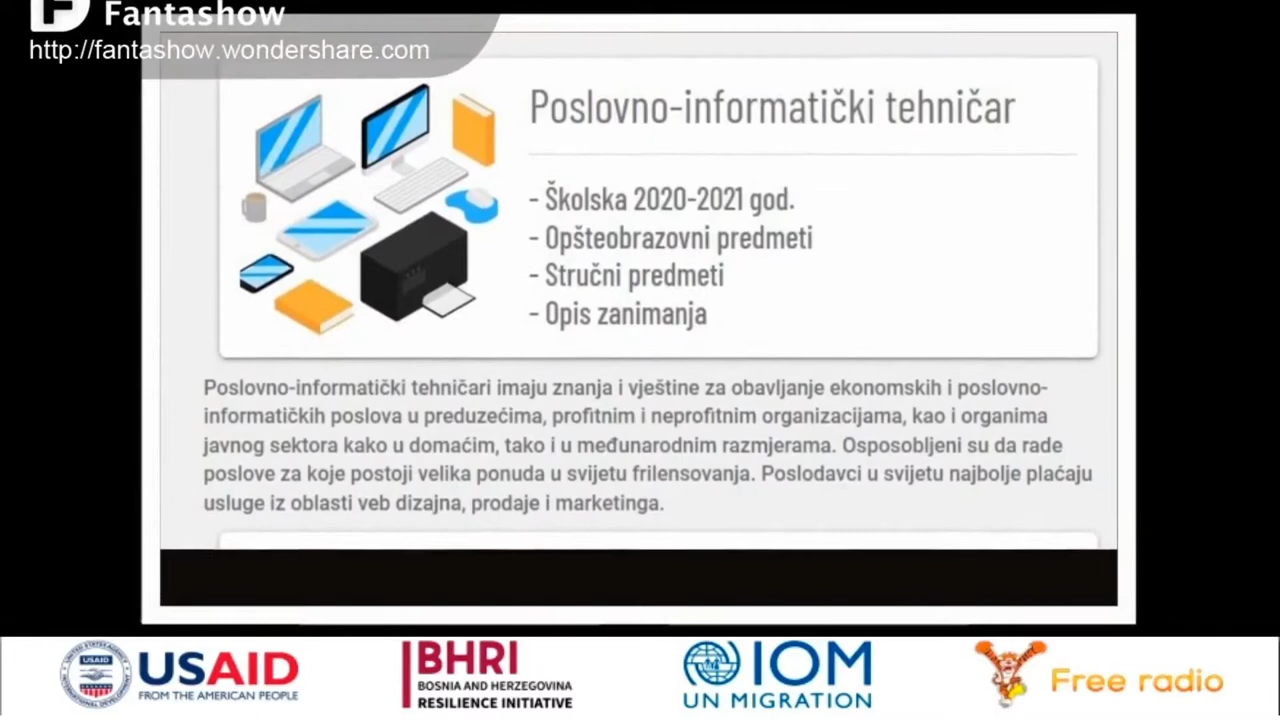 Fantashow
http://fantashow.wondershare.com
Poslovno-informatički tehničar
- Školska 2020-2021 god.
- Opšteobrazovni predmeti
- Stručni predmeti
- Opis zanimanja
Poslovno-informatički tehničari imaju znanja i vještine za obavljanje ekonomskih i poslovno-
informatičkih poslova u preduzećima, profitnim i neprofitnim organizacijama, kao i organima
javnog sektora kako u domaćim, tako i u međunarodnim razmjerama. Osposobljeni su da rade
poslove za koje postoji velika ponuda u svijetu frilensovanja. Poslodavci u svijetu najbolje plaćaju
usluge iz oblasti veb dizajna, prodaje i marketinga.
USAID
USAID
FROM THE AMERICAN PEOPLE
BHRI
BOSNIA AND HERZEGOVINA
RESILIENCE INITIATIVE
IOM
UN MIGRATION
Free radio